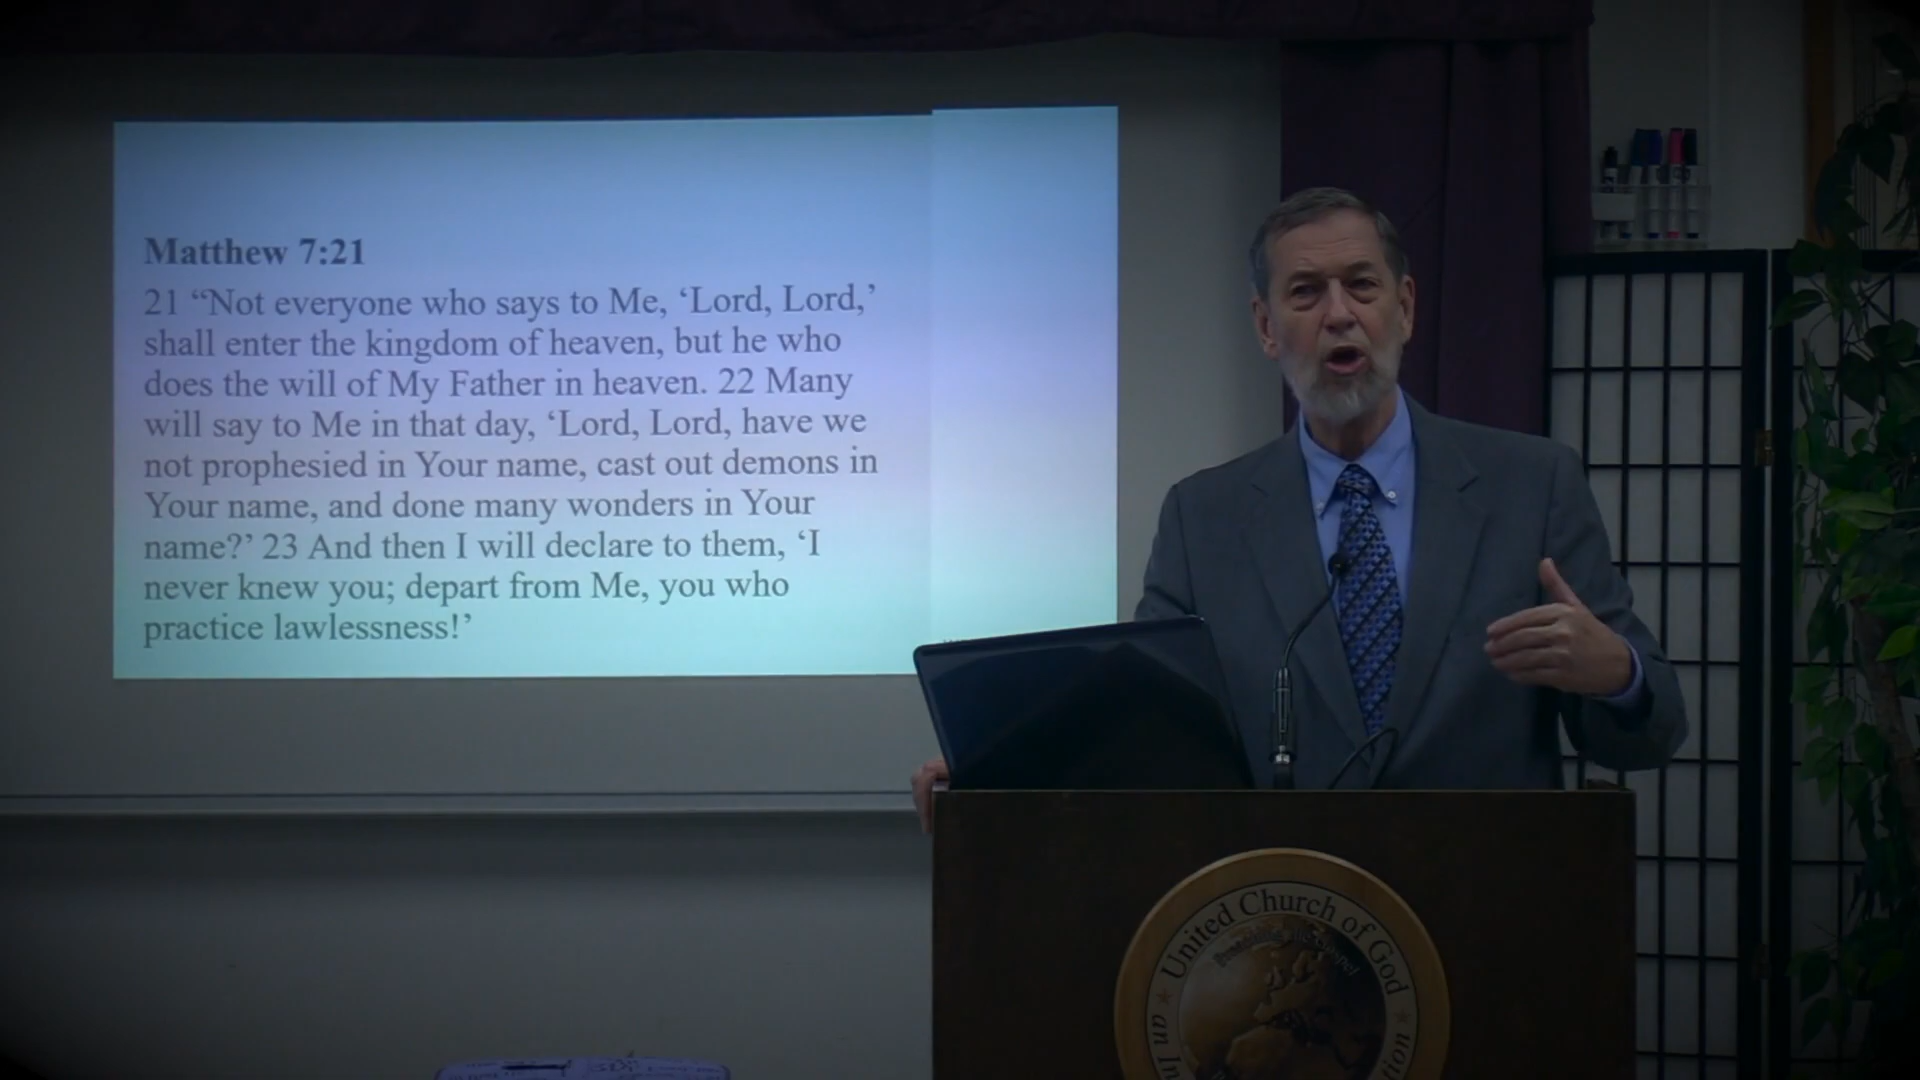 Matthew 7:21
21 “Not everyone who says to Me, ‘Lord, Lord,’
shall enter the kingdom of heaven, but he who
does the will of My Father in heaven. 22 Many
will say to Me in that day, ‘Lord, Lord, have we
not prophesied in Your name, cast out demons in
Your name, and done many wonders in Your
name?’ 23 And then I will declare to them, ‘I
never knew you; depart from Me, you who
practice lawlessness!’
United Church of God
an